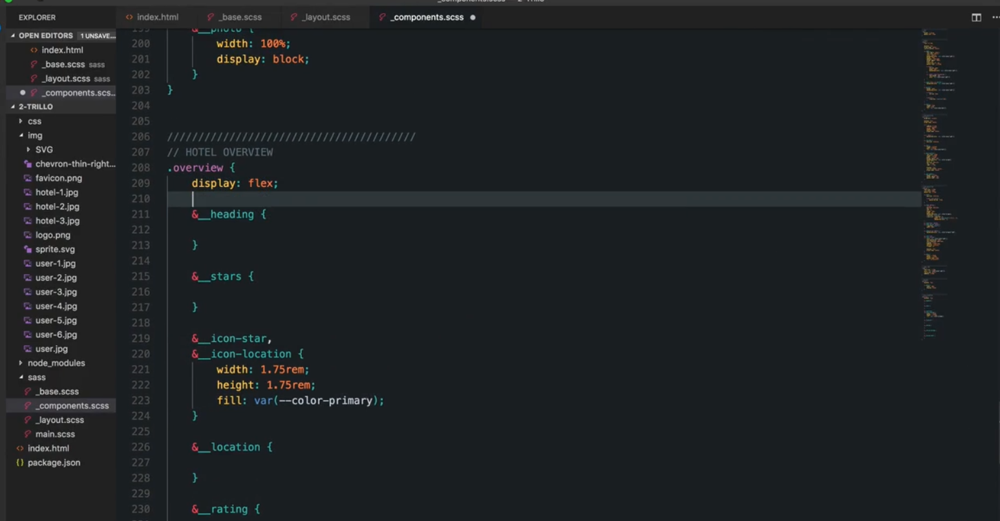 _components.scss — 2-Trillo
EXPLORER
OPEN EDITORS 1 UNSAVE...
index.html
_base.scss sass
_layout.scss sass
_components.scs...
2-TRILLO
css
img
SVG
chevron-thin-right...
favicon.png
hotel-1.jpg
hotel-2.jpg
hotel-3.jpg
logo.png
sprite.svg
user-1.jpg
user-2.jpg
user-3.jpg
user-4.jpg
user-5.jpg
user-6.jpg
user.jpg
node_modules
sass
_base.scss
_components.scss
_layout.scss
main.scss
index.html
package.json
index.html _base.scss _layout.scss _components.scss
199 &__photo {
200 width: 100%;
201 display: block;
202 }
203 }
204
205
206 ////////////////////////////////////////
207 // HOTEL OVERVIEW
208 .overview {
209 display: flex;
210
211 &__heading {
212
213 }
214
215 &__stars {
216
217 }
218
219 &__icon-star,
220 &__icon-location {
221 width: 1.75rem;
222 height: 1.75rem;
223 fill: var(--color-primary);
224 }
225
226 &__location {
227
228 }
229
230 &__rating {